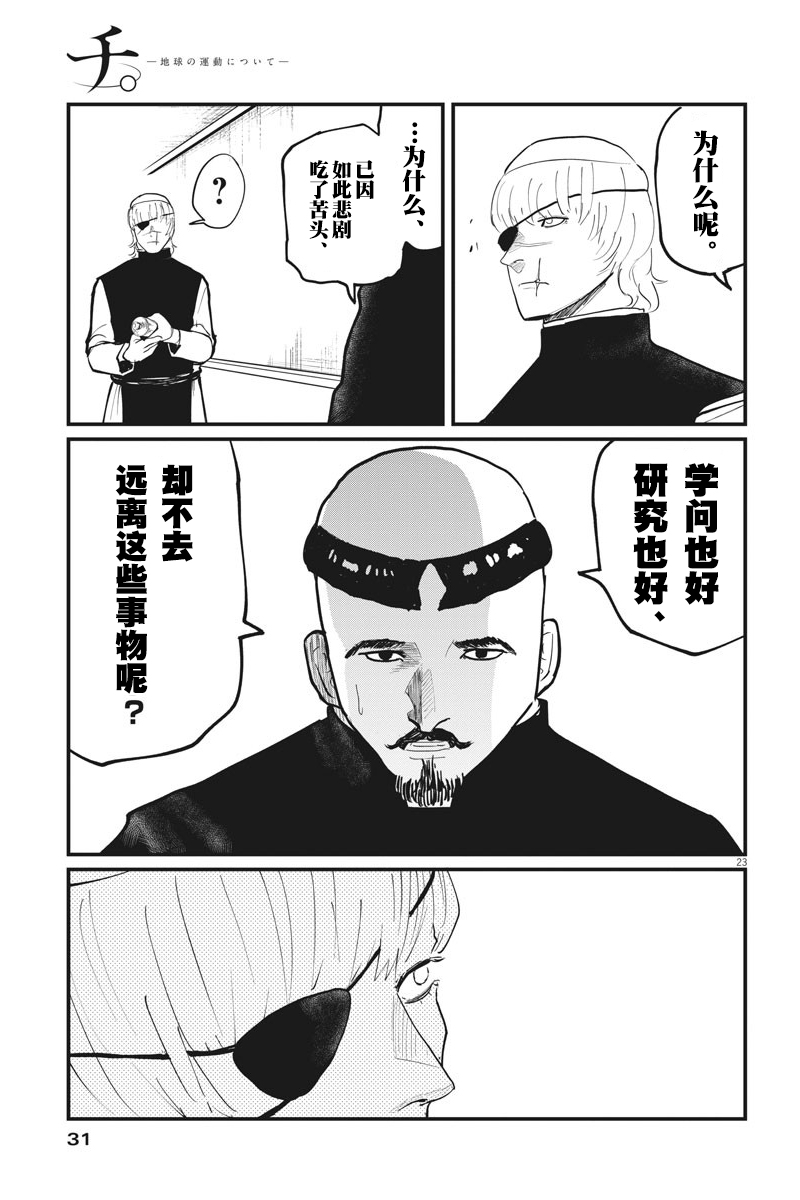 チ。
―地球の運動について―
为什么呢。
…为什么、
已因
如此悲剧
吃了苦头、
?
学问也好
研究也好、
却不去
远离这些事物呢?
23
31